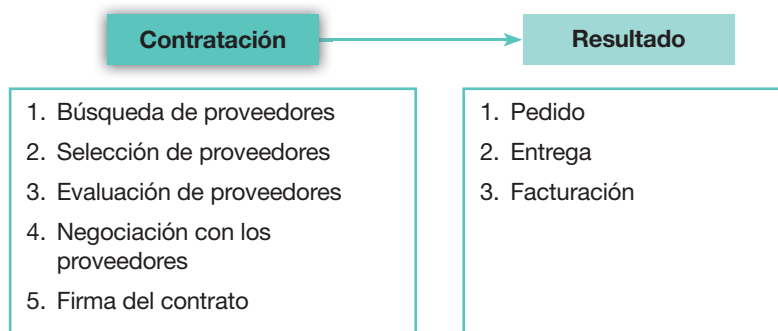 Contratación
Resultado
1. Búsqueda de proveedores
2. Selección de proveedores
3. Evaluación de proveedores
4. Negociación con los
proveedores
5. Firma del contrato
1. Pedido
2. Entrega
3. Facturación